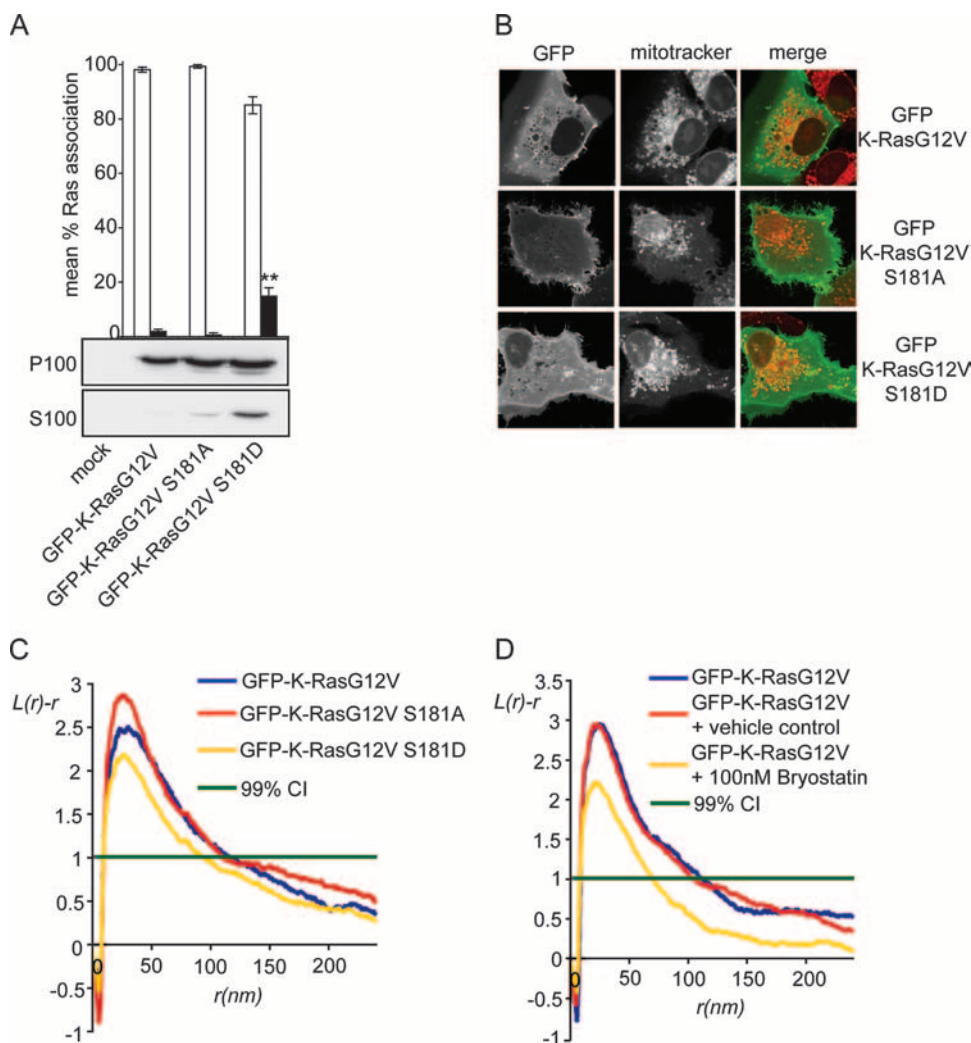 A
mean % Ras association
100
80
60
40
20
0
**
P100
S100
mock
GFP-K-RasG12V
GFP-K-RasG12V S181A
GFP-K-RasG12V S181D
B
GFP mitotracker merge
GFP
K-RasG12V
GFP
K-RasG12V
S181A
GFP
K-RasG12V
S181D
C
L(r)-r
3
2.5
2
1.5
1
0.5
0
-0.5
-1
0 50 100 150 200
r(nm)
GFP-K-RasG12V
GFP-K-RasG12V S181A
GFP-K-RasG12V S181D
99% CI
D
L(r)-r
3.5
3
2.5
2
1.5
1
0.5
0
-0.5
-1
0 50 100 150 200
r(nm)
GFP-K-RasG12V
GFP-K-RasG12V
+ vehicle control
GFP-K-RasG12V
+ 100nM Bryostatin
99% CI